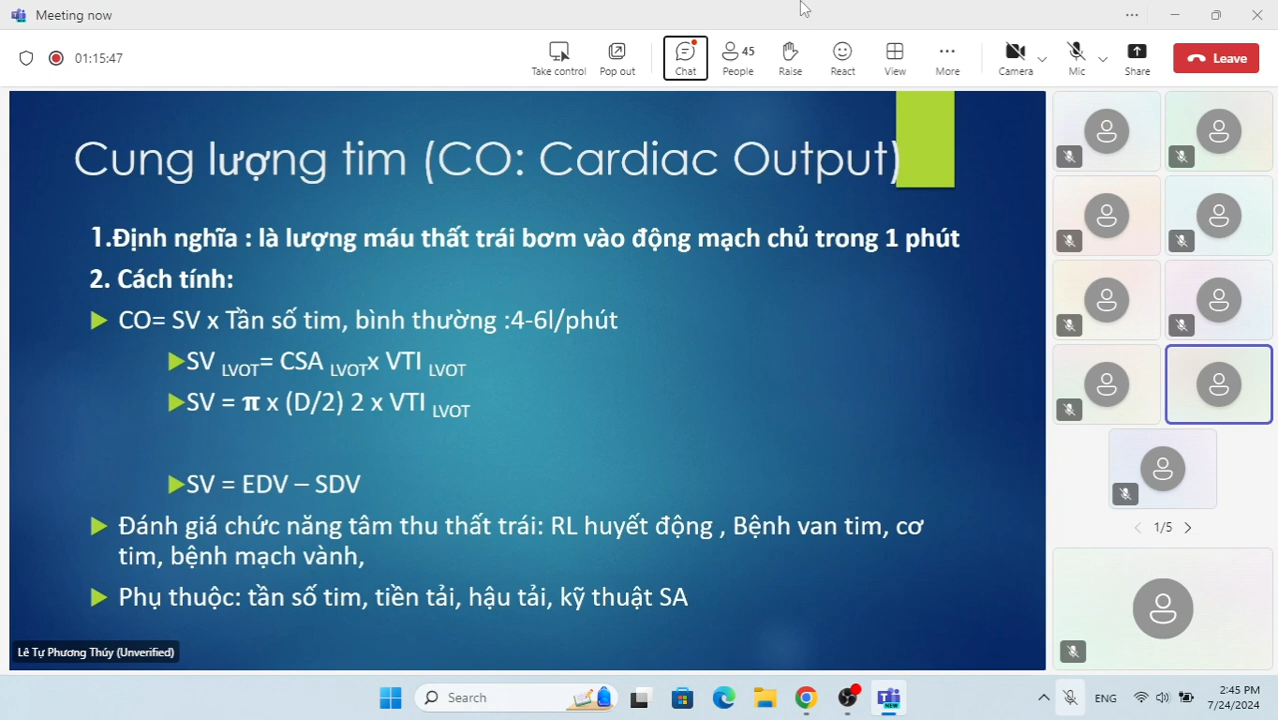 Meeting now
01:15:47
Take control
Pop out
Chat
45
People
Raise
React
View
More
Camera
Mic
Share
Leave
Cung lượng tim (CO: Cardiac Output)
1.Định nghĩa : là lượng máu thất trái bơm vào động mạch chủ trong 1 phút
2. Cách tính:
CO= SV x Tần số tim, bình thường :4-6l/phút
SV LVOT= CSA LVOTx VTI LVOT
SV = π x (D/2) 2 x VTI LVOT
SV = EDV – SDV
Đánh giá chức năng tâm thu thất trái: RL huyết động , Bệnh van tim, cơ
tim, bệnh mạch vành,
Phụ thuộc: tần số tim, tiền tải, hậu tải, kỹ thuật SA
Lê Tự Phương Thúy (Unverified)
1/5
Search
NEW
ENG
2:45 PM
7/24/2024